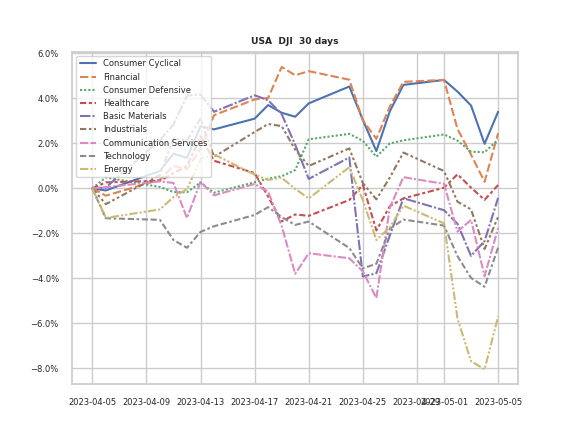 USA DJI 30 days
6.0%
4.0%
2.0%
0.0%
−2.0%
−4.0%
−6.0%
−8.0%
Consumer Cyclical
Financial
Consumer Defensive
Healthcare
Basic Materials
Industrials
Communication Services
Technology
Energy
2023-04-05 2023-04-09 2023-04-13 2023-04-17 2023-04-21 2023-04-25 2023-04-29 2023-05-01 2023-05-05